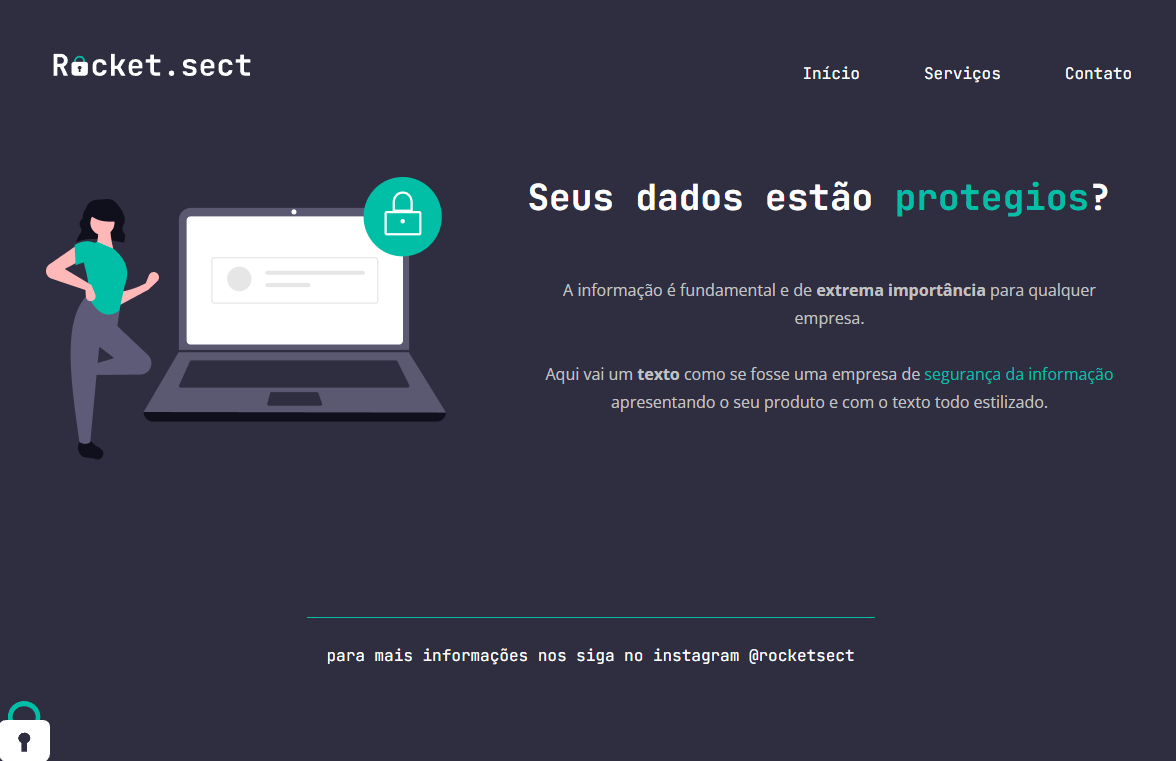 Rocket.sect
Início Serviços Contato
Seus dados estão protegios?
A informação é fundamental e de extrema importância para qualquer
empresa.
Aqui vai um texto como se fosse uma empresa de segurança da informação
apresentando o seu produto e com o texto todo estilizado.
para mais informações nos siga no instagram @rocketsect